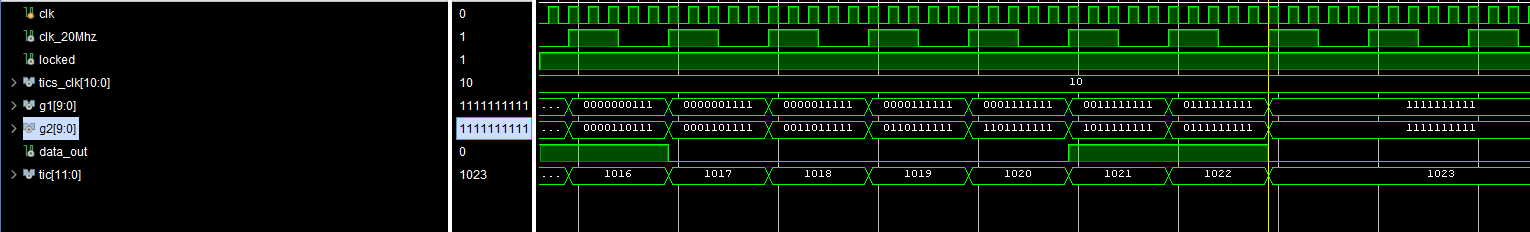 clk 0
clk_20Mhz 1
locked 1
tics_clk[10:0] 10 10
g1[9:0] 1111111111 ... 0000000111 0000001111 0000011111 0000111111 0001111111 0011111111 0111111111 1111111111
g2[9:0] 1111111111 ... 0000110111 0001101111 0011011111 0110111111 1101111111 1011111111 0111111111 1111111111
data_out 0
tic[11:0] 1023 ... 1016 1017 1018 1019 1020 1021 1022 1023